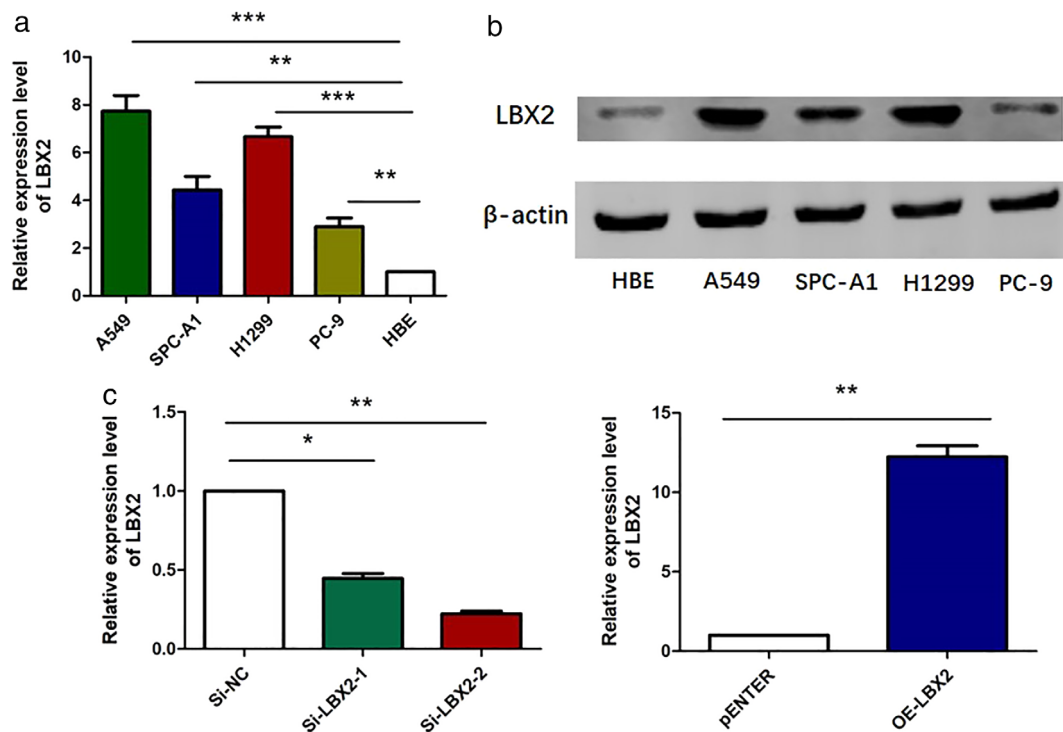 a
Relative expression level
of LBX2
10
8
6
4
2
0
***
**
***
**
A549
SPC-A1
H1299
PC-9
HBE
b
LBX2
β-actin
HBE A549 SPC-A1 H1299 PC-9
c
Relative expression level
of LBX2
1.5
1.0
0.5
0.0
**
*
Si-NC
Si-LBX2-1
Si-LBX2-2
Relative expression level
of LBX2
15
10
5
0
**
pENTER
OE-LBX2